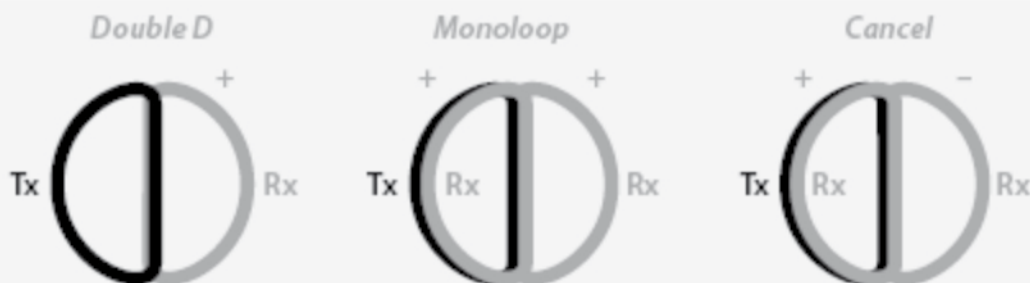 Double D Monoloop Cancel
+ + + + −
Tx Rx Tx Rx Rx Tx Rx Rx